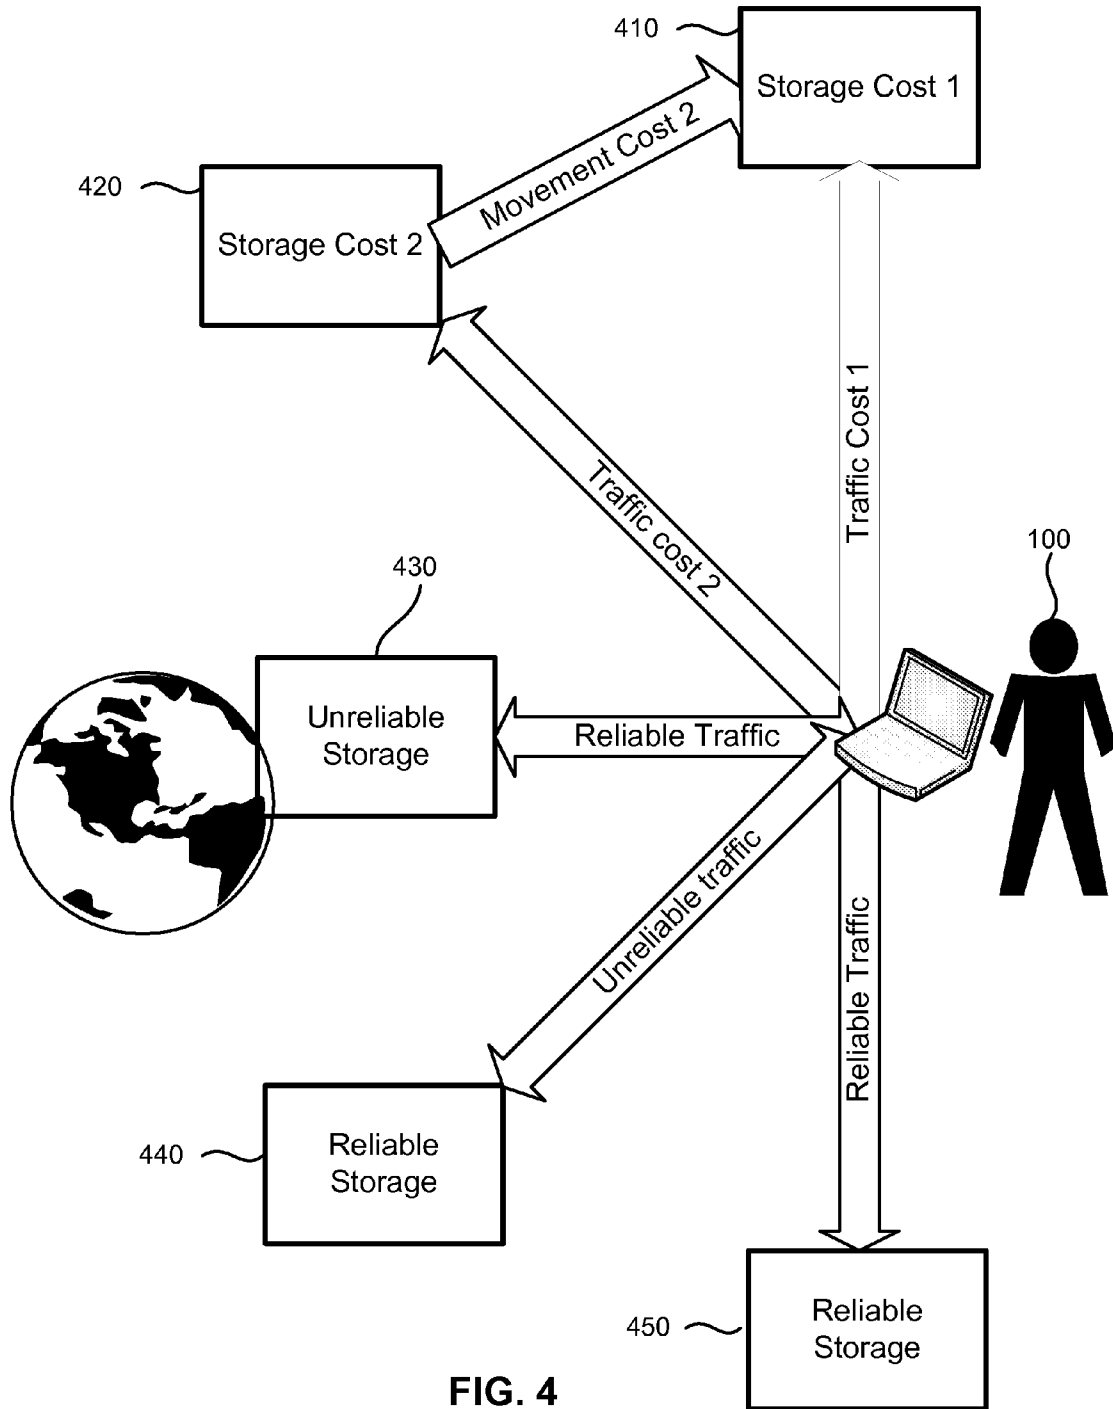 410
Storage Cost 1
Movement Cost 2
420
Storage Cost 2
Traffic Cost 1
Traffic cost 2
100
430
Unreliable
Storage
Reliable Traffic
Unreliable traffic
Reliable Traffic
440
Reliable
Storage
450
Reliable
Storage
FIG. 4